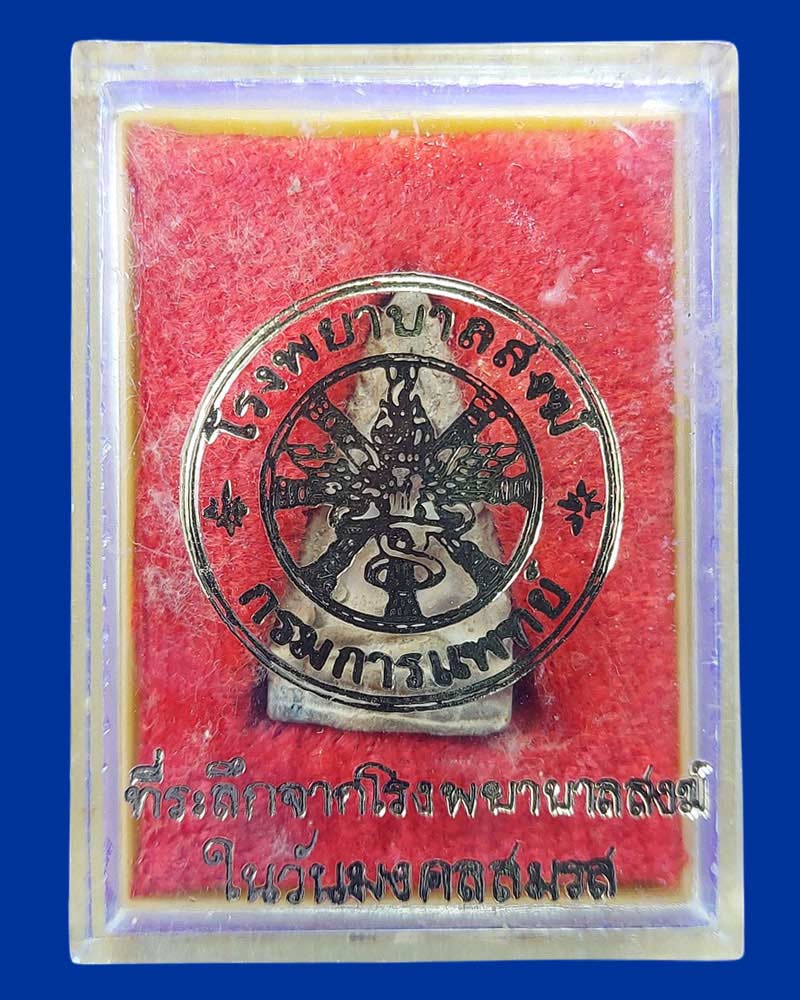 โรงพยาบาลสงฆ์
กรมการแพทย์
ที่ระลึกจากโรงพยาบาลสงฆ์
ในวันมงคลสมรส